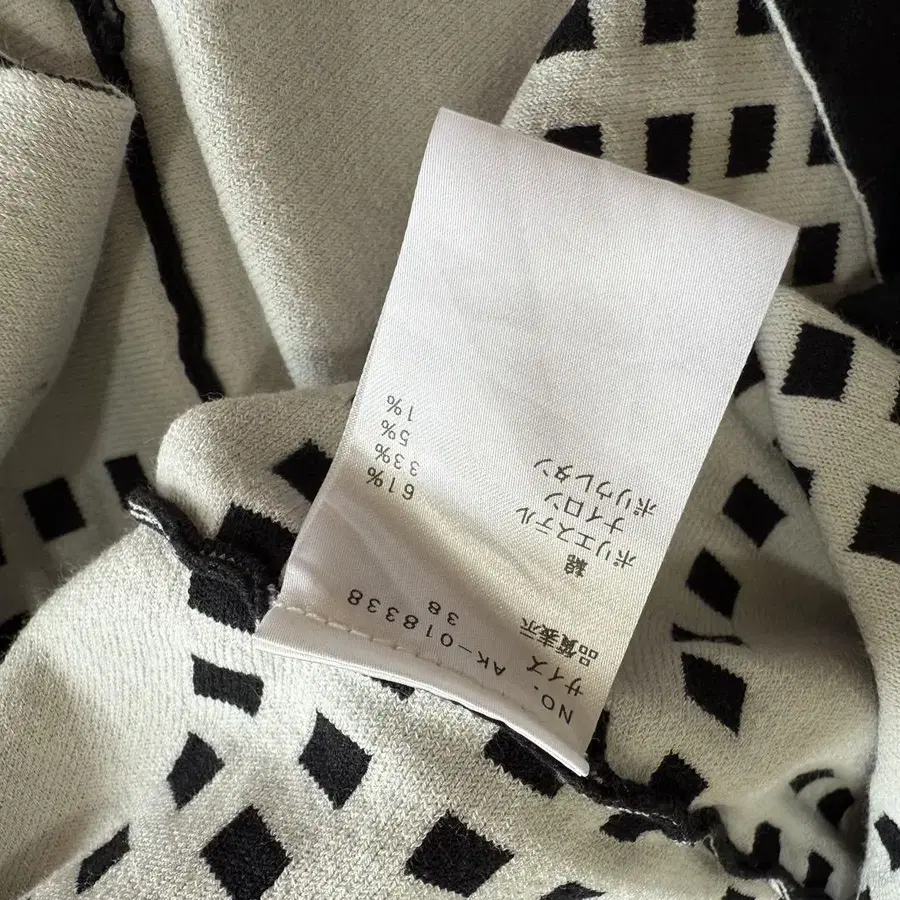 NO. AK-018338
サイズ 38
品質表示
綿 61%
ポリエステル 33%
ナイロン 5%
ポリウレタン 1%